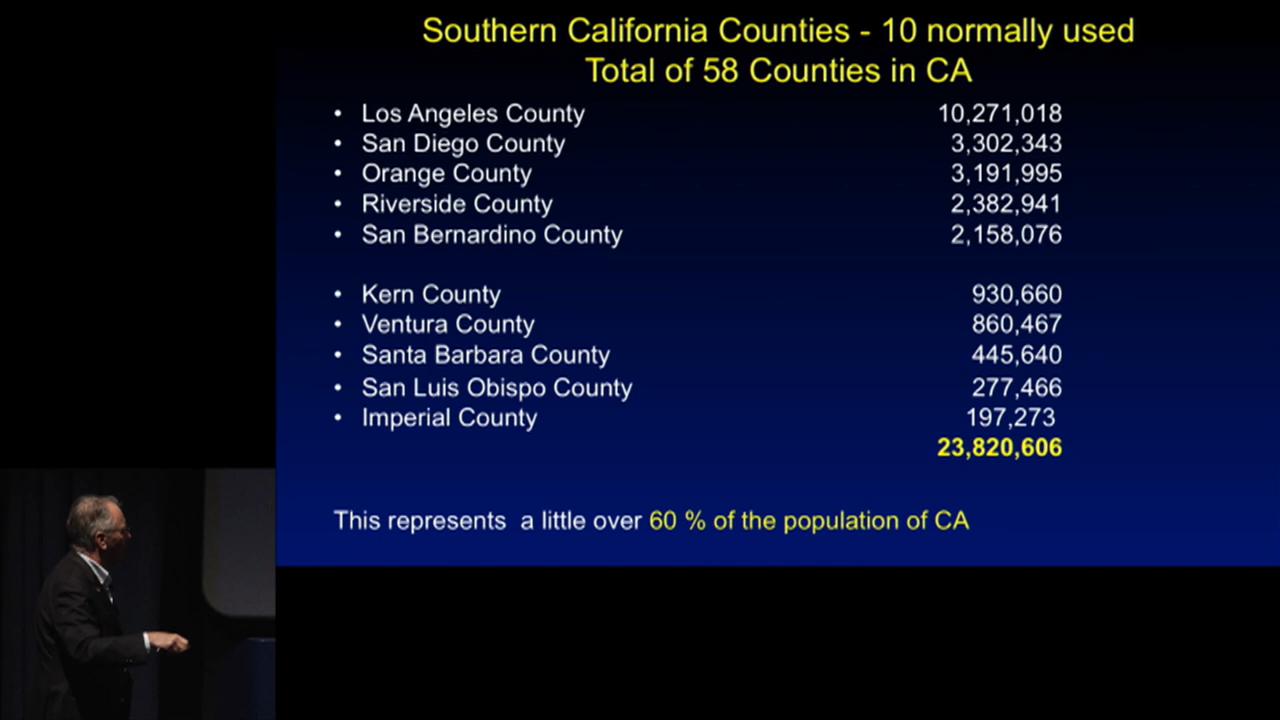 Southern California Counties - 10 normally used
Total of 58 Counties in CA
• Los Angeles County 10,271,018
• San Diego County 3,302,343
• Orange County 3,191,995
• Riverside County 2,382,941
• San Bernardino County 2,158,076
• Kern County 930,660
• Ventura County 860,467
• Santa Barbara County 445,640
• San Luis Obispo County 277,466
• Imperial County 197,273
23,820,606
This represents a little over 60 % of the population of CA